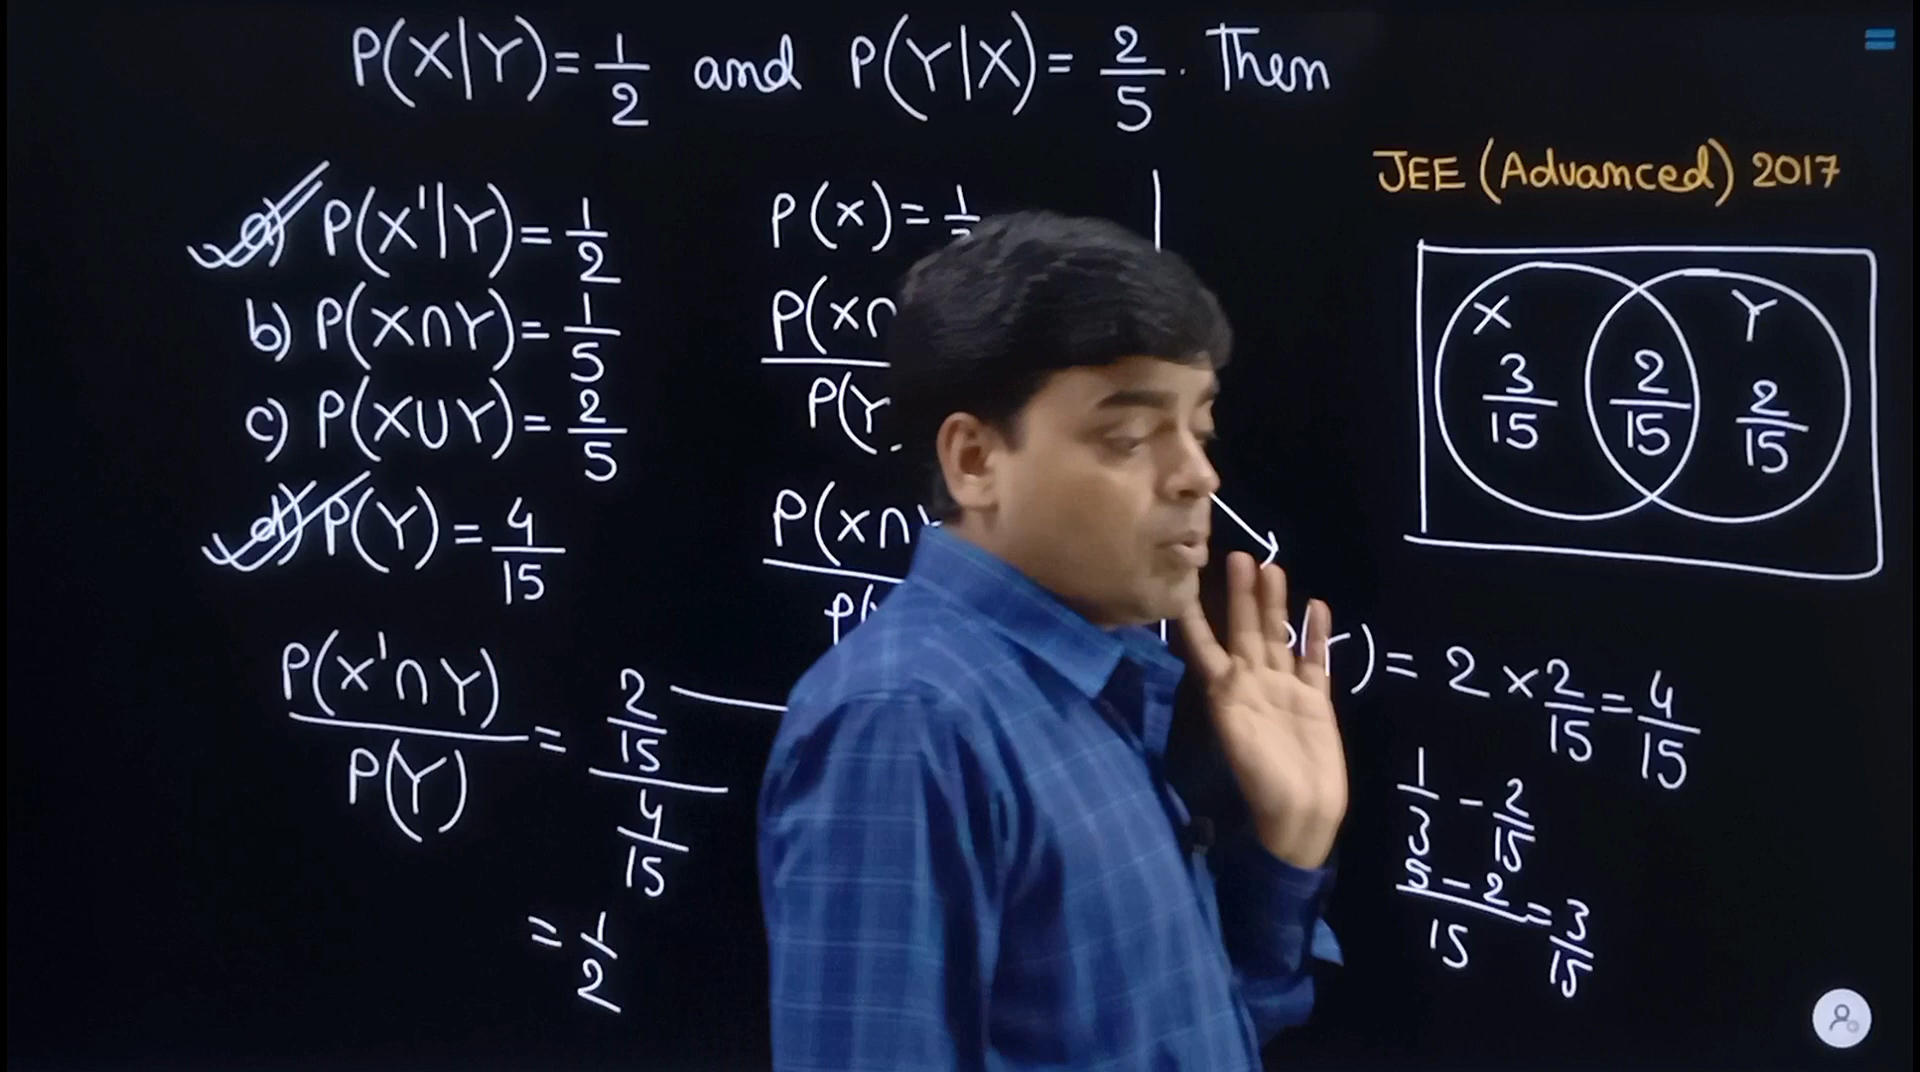 P(X|Y)=1/2 and P(Y|X)=2/5. Then
JEE (Advanced) 2017
a) P(X'|Y)=1/2
b) P(X∩Y)=1/5
c) P(X∪Y)=2/5
d) P(Y)=4/15
P(X'∩Y)/P(Y) = (2/15)/(4/15)
= 1/2
P(X)=1
P(X∩
P(Y
P(X∩Y
P(
X
Y
3/15
2/15
2/15
)=2×2/15=4/15
1/3-2/15
5-2/15=3/15